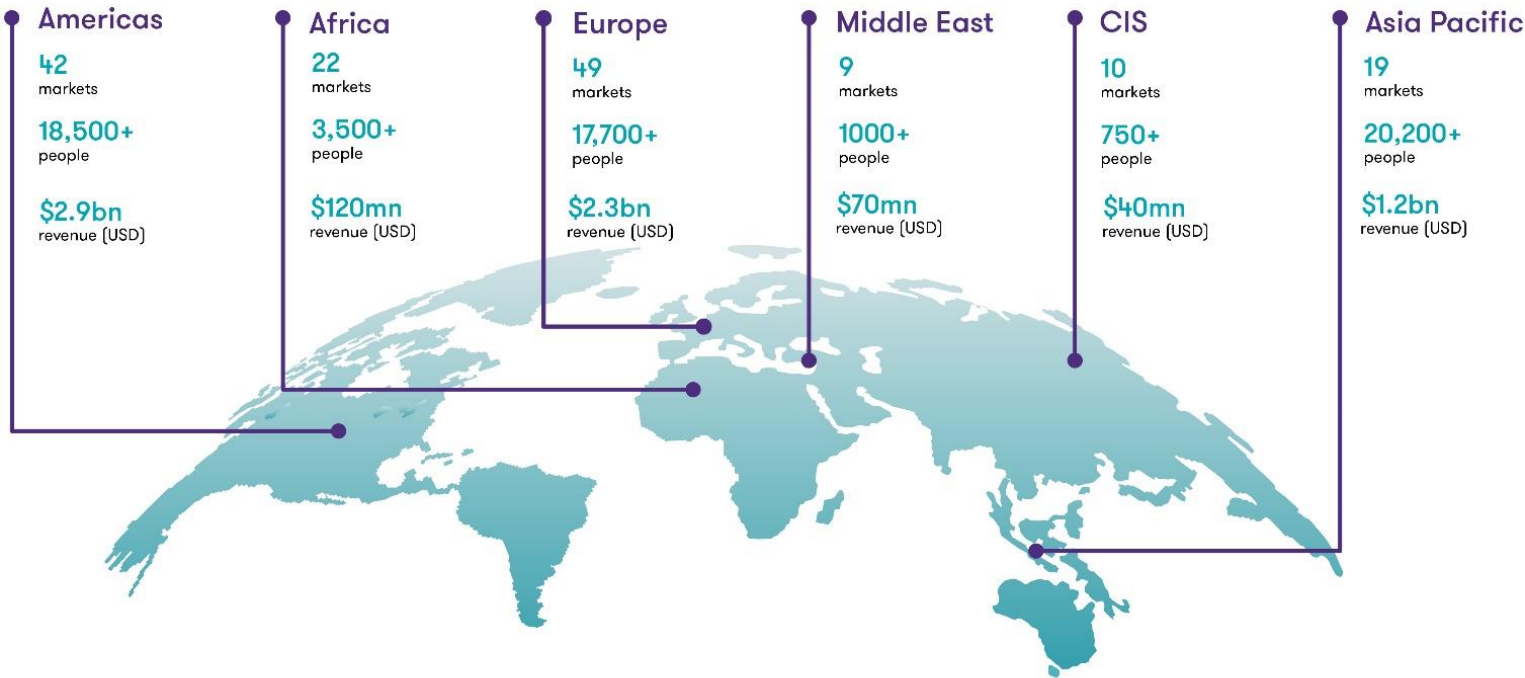 Americas
42
markets
18,500+
people
$2.9bn
revenue (USD)
Africa
22
markets
3,500+
people
$120mn
revenue (USD)
Europe
49
markets
17,700+
people
$2.3bn
revenue (USD)
Middle East
9
markets
1000+
people
$70mn
revenue (USD)
CIS
10
markets
750+
people
$40mn
revenue (USD)
Asia Pacific
19
markets
20,200+
people
$1.2bn
revenue (USD)